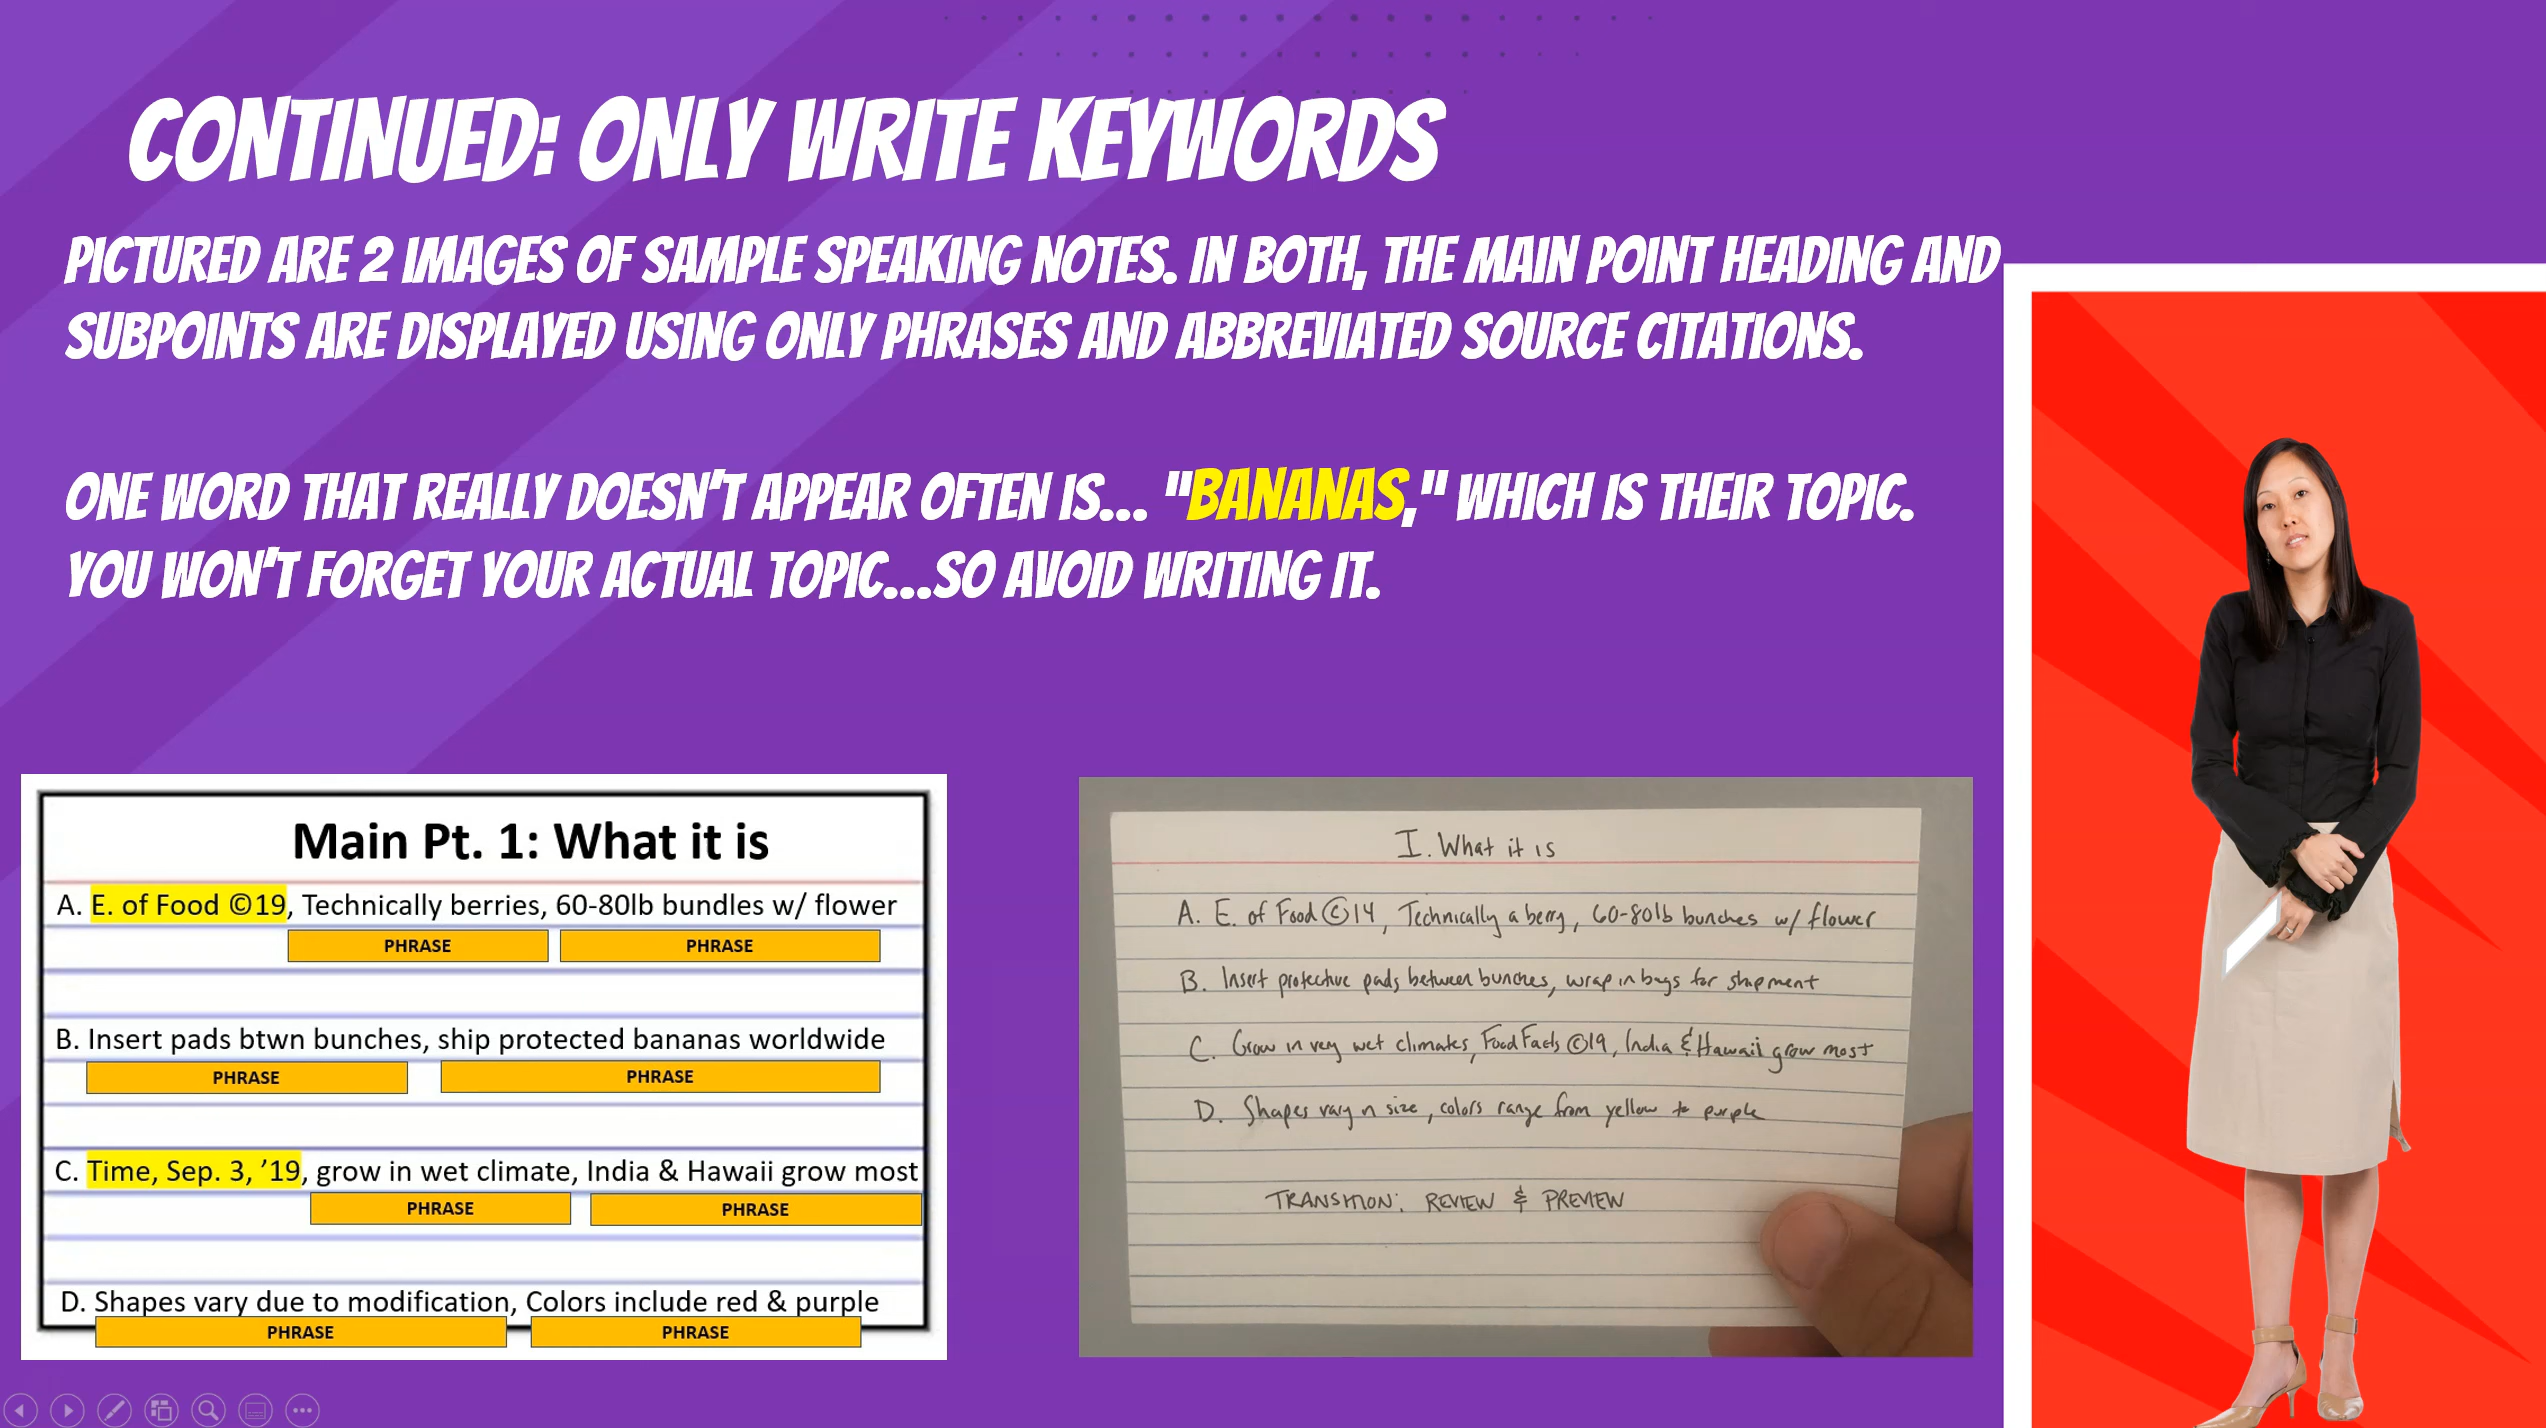 CONTINUED: ONLY WRITE KEYWORDS
PICTURED ARE 2 IMAGES OF SAMPLE SPEAKING NOTES. IN BOTH, THE MAIN POINT HEADING AND
SUBPOINTS ARE DISPLAYED USING ONLY PHRASES AND ABBREVIATED SOURCE CITATIONS.
ONE WORD THAT REALLY DOESN'T APPEAR OFTEN IS... "BANANAS," WHICH IS THEIR TOPIC.
YOU WON'T FORGET YOUR ACTUAL TOPIC...SO AVOID WRITING IT.
Main Pt. 1: What it is
A. E. of Food ©19, Technically berries, 60-80lb bundles w/ flower
PHRASE PHRASE
B. Insert pads btwn bunches, ship protected bananas worldwide
PHRASE PHRASE
C. Time, Sep. 3, ’19, grow in wet climate, India & Hawaii grow most
PHRASE PHRASE
D. Shapes vary due to modification, Colors include red & purple
PHRASE PHRASE
I. What it is
A. E. of Food ©14, Technically a berry, 60-80lb bunches w/ flower
B. Insert protective pads between bunches, wrap in bags for shipment
C. Grow in very wet climates, Food Facts ©19, India & Hawaii grow most
D. Shapes vary n size, colors range from yellow to purple
TRANSITION: REVIEW & PREVIEW